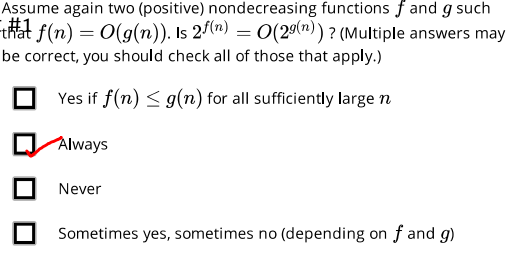 Assume again two (positive) nondecreasing functions f and g such
#1
that f(n) = O(g(n)). Is 2^{f(n)} = O(2^{g(n)}) ? (Multiple answers may
be correct, you should check all of those that apply.)
Yes if f(n) ≤ g(n) for all sufficiently large n
Always
Never
Sometimes yes, sometimes no (depending on f and g)